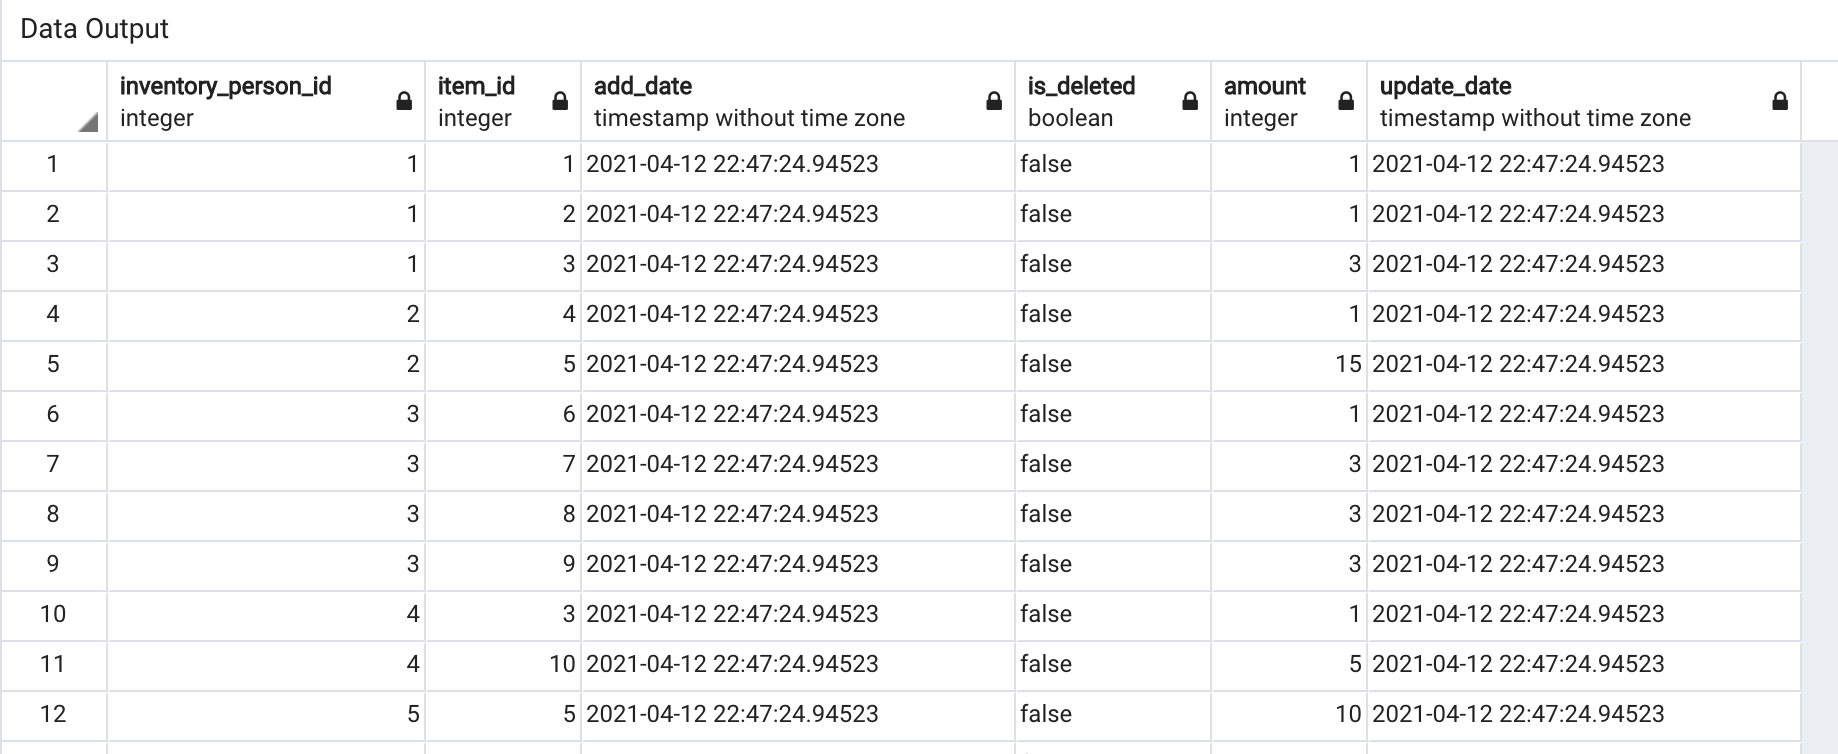 Data Output
inventory_person_id item_id add_date is_deleted amount update_date
integer integer timestamp without time zone boolean integer timestamp without time zone
1 1 1 2021-04-12 22:47:24.94523 false 1 2021-04-12 22:47:24.94523
2 1 2 2021-04-12 22:47:24.94523 false 1 2021-04-12 22:47:24.94523
3 1 3 2021-04-12 22:47:24.94523 false 3 2021-04-12 22:47:24.94523
4 2 4 2021-04-12 22:47:24.94523 false 1 2021-04-12 22:47:24.94523
5 2 5 2021-04-12 22:47:24.94523 false 15 2021-04-12 22:47:24.94523
6 3 6 2021-04-12 22:47:24.94523 false 1 2021-04-12 22:47:24.94523
7 3 7 2021-04-12 22:47:24.94523 false 3 2021-04-12 22:47:24.94523
8 3 8 2021-04-12 22:47:24.94523 false 3 2021-04-12 22:47:24.94523
9 3 9 2021-04-12 22:47:24.94523 false 3 2021-04-12 22:47:24.94523
10 4 3 2021-04-12 22:47:24.94523 false 1 2021-04-12 22:47:24.94523
11 4 10 2021-04-12 22:47:24.94523 false 5 2021-04-12 22:47:24.94523
12 5 5 2021-04-12 22:47:24.94523 false 10 2021-04-12 22:47:24.94523